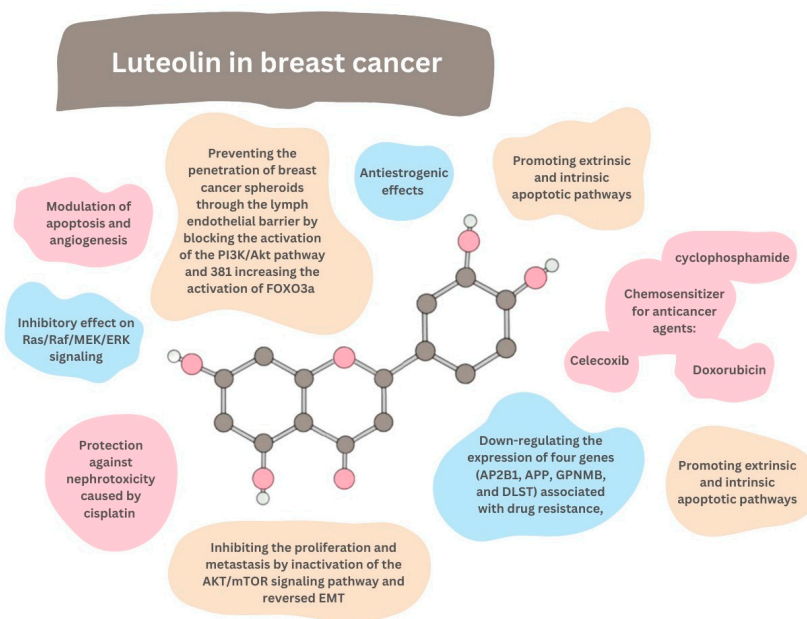 Luteolin in breast cancer
Preventing the
penetration of breast
cancer spheroids
through the lymph
endothelial barrier by
blocking the activation
of the PI3K/Akt pathway
and 381 increasing the
activation of FOXO3a
Antiestrogenic
effects
Promoting extrinsic
and intrinsic
apoptotic pathways
Modulation of
apoptosis and
angiogenesis
cyclophosphamide
Chemosensitizer
for anticancer
agents:
Celecoxib
Doxorubicin
Inhibitory effect on
Ras/Raf/MEK/ERK
signaling
Protection
against
nephrotoxicity
caused by
cisplatin
Down-regulating the
expression of four genes
(AP2B1, APP, GPNMB,
and DLST) associated
with drug resistance,
Promoting extrinsic
and intrinsic
apoptotic pathways
Inhibiting the proliferation and
metastasis by inactivation of the
AKT/mTOR signaling pathway and
reversed EMT